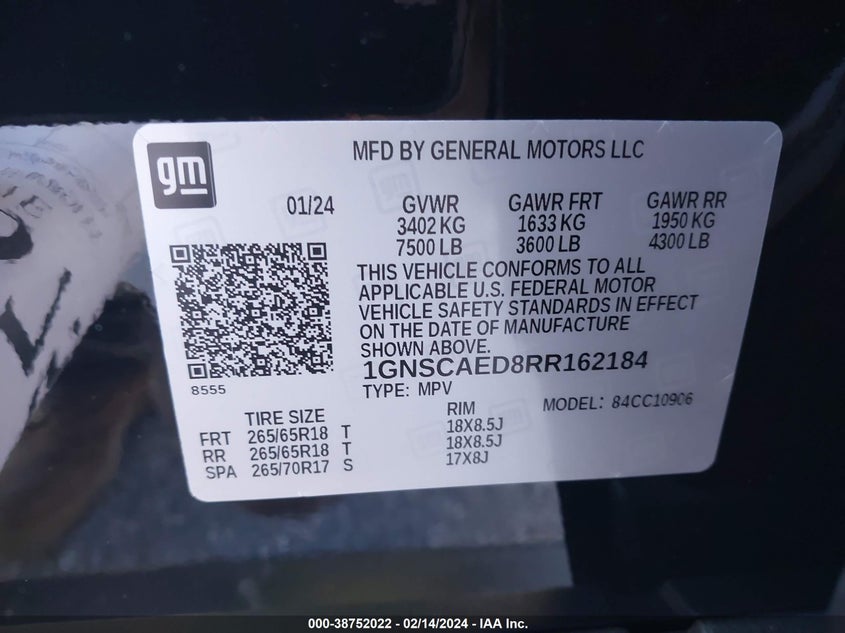 gm
MFD BY GENERAL MOTORS LLC
01/24
GVWR
3402 KG
7500 LB
GAWR FRT
1633 KG
3600 LB
GAWR RR
1950 KG
4300 LB
THIS VEHICLE CONFORMS TO ALL
APPLICABLE U.S. FEDERAL MOTOR
VEHICLE SAFETY STANDARDS IN EFFECT
ON THE DATE OF MANUFACTURE
SHOWN ABOVE.
8555
1GNSCAED8RR162184
TYPE: MPV
MODEL: 84CC10906
TIRE SIZE RIM
FRT 265/65R18 T 18X8.5J
RR 265/65R18 T 18X8.5J
SPA 265/70R17 S 17X8J
000-38752022 - 02/14/2024 - IAA Inc.